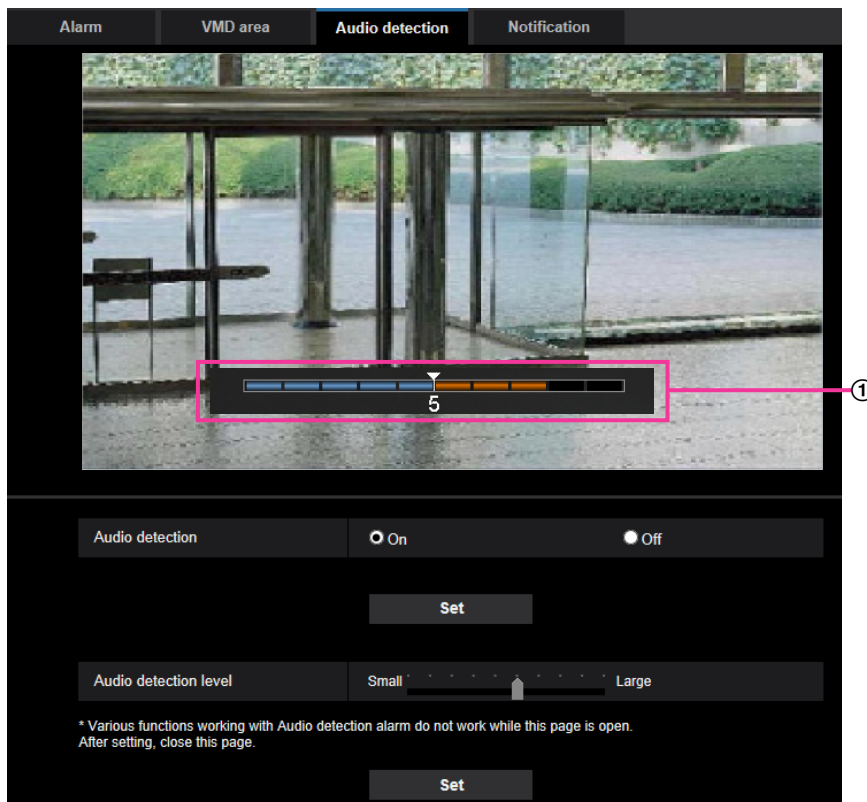 Alarm VMD area Audio detection Notification
5
①
Audio detection On Off
Set
Audio detection level Small Large
* Various functions working with Audio detection alarm do not work while this page is open.
After setting, close this page.
Set